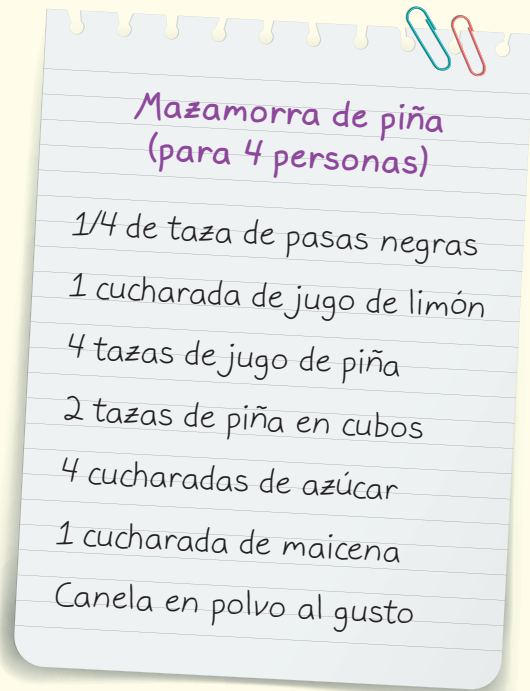 Mazamorra de piña
(para 4 personas)
1/4 de taza de pasas negras
1 cucharada de jugo de limón
4 tazas de jugo de piña
2 tazas de piña en cubos
4 cucharadas de azúcar
1 cucharada de maicena
Canela en polvo al gusto